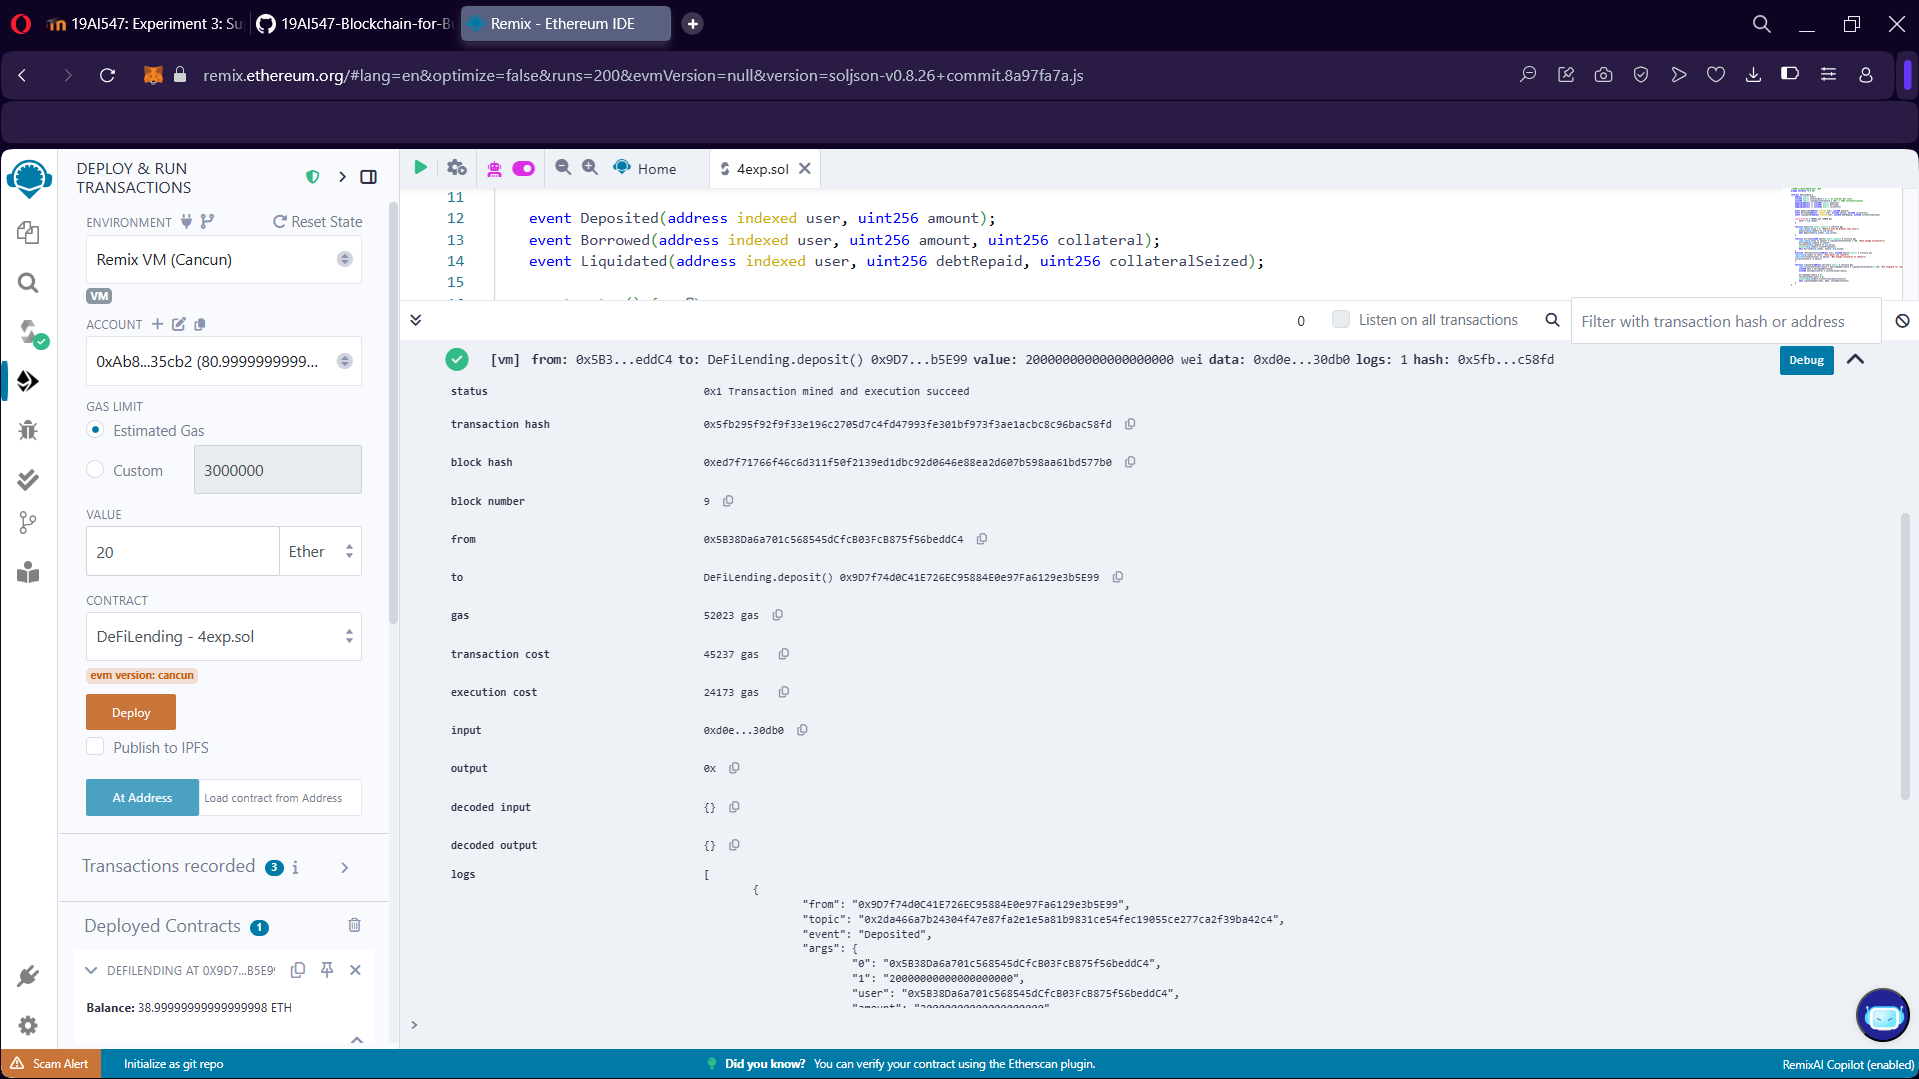 19AI547: Experiment 3: Su
19AI547-Blockchain-for-B
Remix - Ethereum IDE
remix.ethereum.org/#lang=en&optimize=false&runs=200&evmVersion=null&version=soljson-v0.8.26+commit.8a97fa7a.js
DEPLOY & RUN
TRANSACTIONS
ENVIRONMENT
Reset State
Remix VM (Cancun)
VM
ACCOUNT
0xAb8...35cb2 (80.9999999999...
GAS LIMIT
Estimated Gas
Custom
3000000
VALUE
20
Ether
CONTRACT
DeFiLending - 4exp.sol
evm version: cancun
Deploy
Publish to IPFS
At Address
Load contract from Address
Transactions recorded 3 i
Deployed Contracts 1
DEFILENDING AT 0X9D7...B5E99
Balance: 38.99999999999999998 ETH
Home
4exp.sol
11
12 event Deposited(address indexed user, uint256 amount);
13 event Borrowed(address indexed user, uint256 amount, uint256 collateral);
14 event Liquidated(address indexed user, uint256 debtRepaid, uint256 collateralSeized);
15
0
Listen on all transactions
Filter with transaction hash or address
[vm] from: 0x5B3...eddC4 to: DeFiLending.deposit() 0x9D7...b5E99 value: 20000000000000000000 wei data: 0xd0e...30db0 logs: 1 hash: 0x5fb...c58fd
Debug
status 0x1 Transaction mined and execution succeed
transaction hash 0x5fb295f92f9f33e196c2705d7c4fd47993fe301bf973f3ae1acbc8c96bac58fd
block hash 0xed7f71766f46c6d311f50f2139ed1dbc92d0646e88ea2d607b598aa61bd577b0
block number 9
from 0x5B38Da6a701c568545dCfcB03FcB875f56beddC4
to DeFiLending.deposit() 0x9D7f74d0C41E726EC95884E0e97Fa6129e3b5E99
gas 52023 gas
transaction cost 45237 gas
execution cost 24173 gas
input 0xd0e...30db0
output 0x
decoded input {}
decoded output {}
logs [
{
"from": "0x9D7f74d0C41E726EC95884E0e97Fa6129e3b5E99",
"topic": "0x2da466a7b24304f47e87fa2e1e5a81b9831ce54fec19055ce277ca2f39ba42c4",
"event": "Deposited",
"args": {
"0": "0x5B38Da6a701c568545dCfcB03FcB875f56beddC4",
"1": "20000000000000000000",
"user": "0x5B38Da6a701c568545dCfcB03FcB875f56beddC4",
"amount": "20000000000000000000"
>
Scam Alert
Initialize as git repo
Did you know? You can verify your contract using the Etherscan plugin.
RemixAI Copilot (enabled)